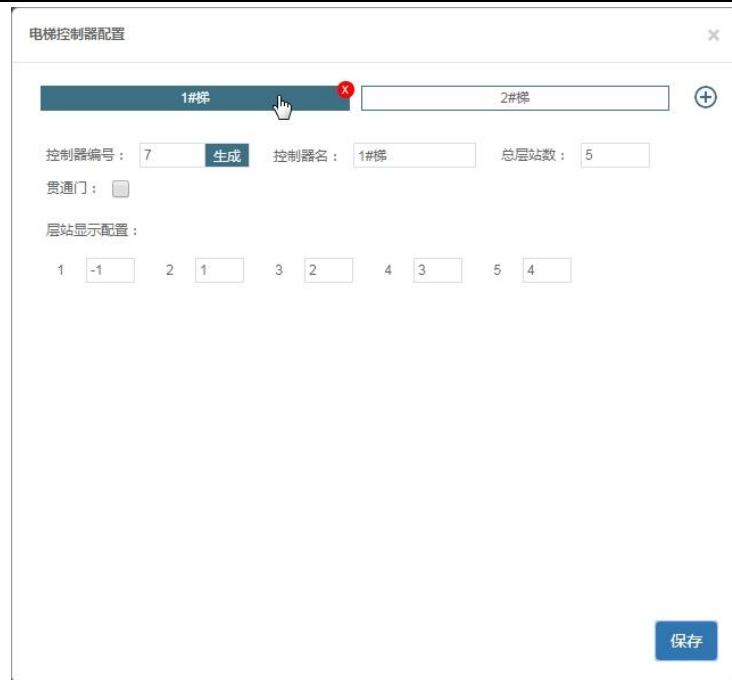 电梯控制器配置 ×
1#梯 X 2#梯
控制器编号： 7 生成 控制器名： 1#梯 总层站数： 5
贯通门：
层站显示配置：
1 -1 2 1 3 2 4 3 5 4
保存